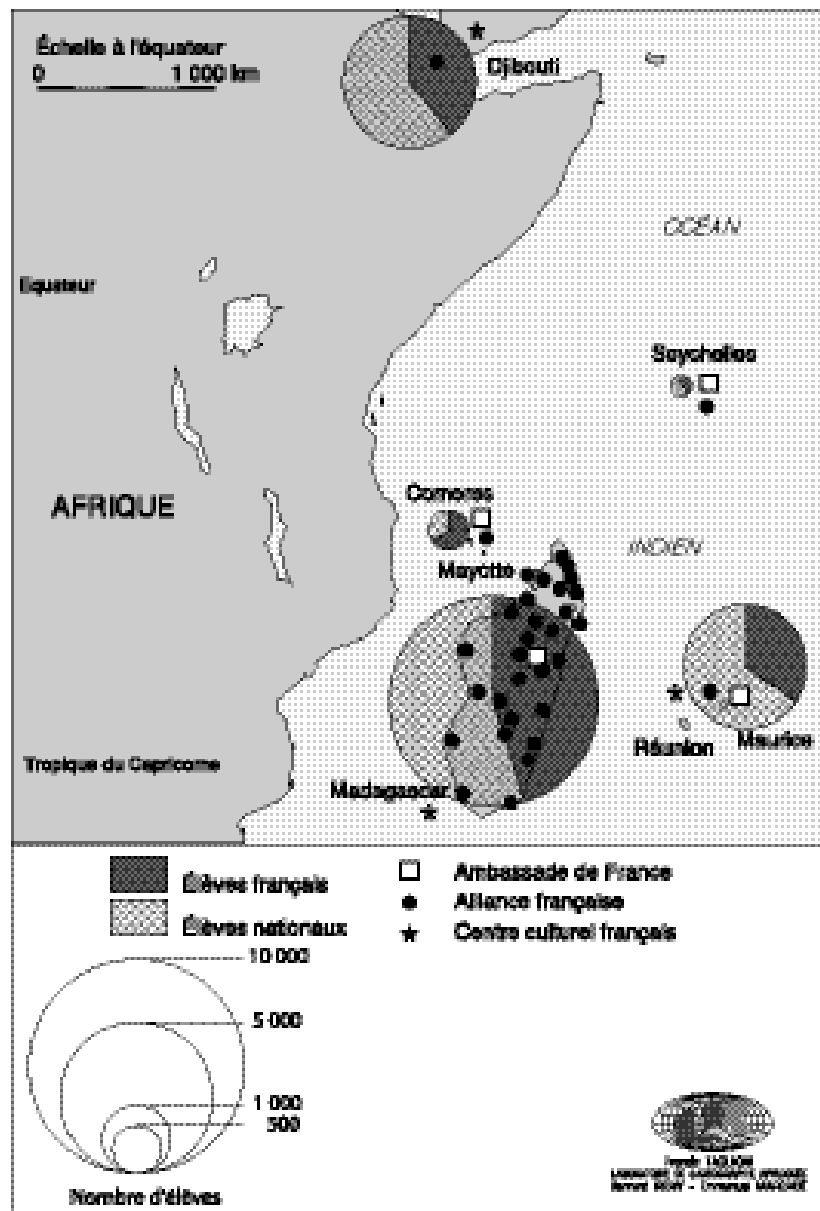 Échelle à l'équateur
0 1 000 km
Djibouti
OCÉAN
Equateur
Seychelles
AFRIQUE
Comores
INDIEN
Mayotte
Réunion
Maurice
Tropique du Capricorne
Madagascar
Élèves français
Élèves nationaux
Ambassade de France
Alliance française
Centre culturel français
10 000
5 000
1 000
500
Nombre d'élèves